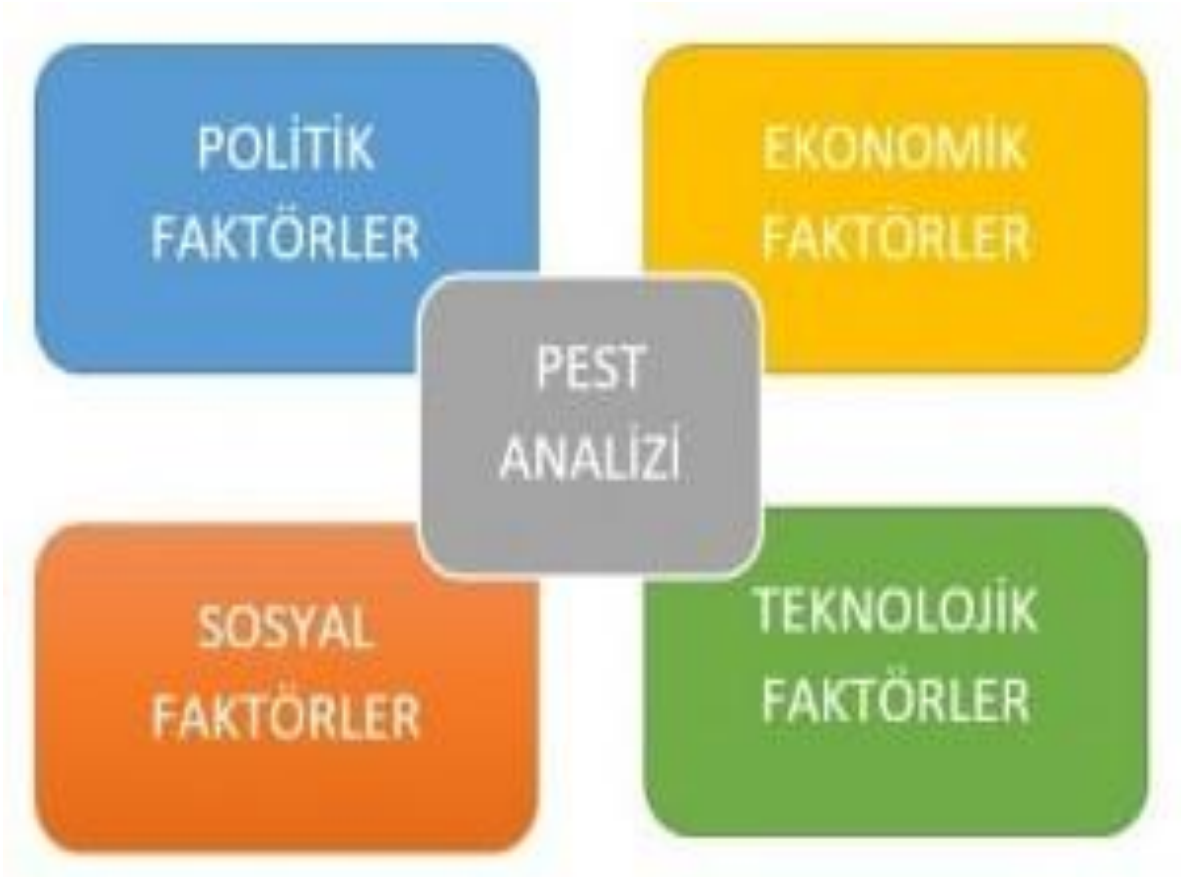 POLİTİK
FAKTÖRLER
EKONOMİK
FAKTÖRLER
PEST
ANALİZİ
SOSYAL
FAKTÖRLER
TEKNOLOJİK
FAKTÖRLER